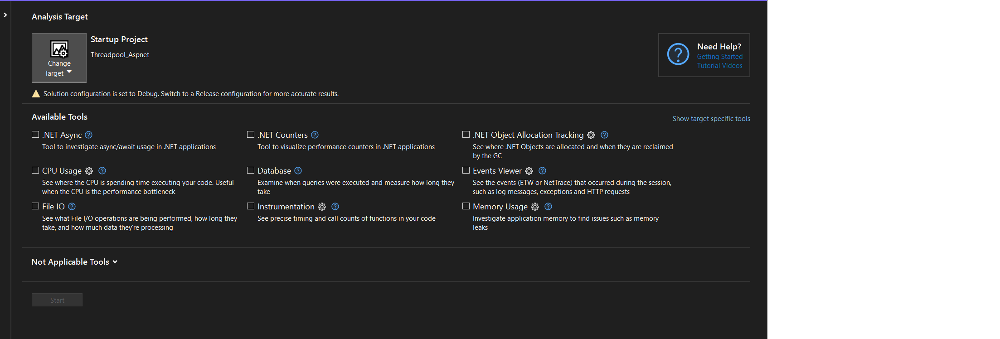 Analysis Target
Change
Target
Startup Project
Threadpool_Aspnet
Need Help?
Getting Started
Tutorial Videos
Solution configuration is set to Debug. Switch to a Release configuration for more accurate results.
Available Tools
Show target specific tools
.NET Async
Tool to investigate async/await usage in .NET applications
.NET Counters
Tool to visualize performance counters in .NET applications
.NET Object Allocation Tracking
See where .NET Objects are allocated and when they are reclaimed
by the GC
CPU Usage
See where the CPU is spending time executing your code. Useful
when the CPU is the performance bottleneck
Database
Examine when queries were executed and measure how long they
take
Events Viewer
See the events (ETW or NetTrace) that occurred during the session,
such as log messages, exceptions and HTTP requests
File IO
See what File I/O operations are being performed, how long they
take, and how much data they're processing
Instrumentation
See precise timing and call counts of functions in your code
Memory Usage
Investigate application memory to find issues such as memory
leaks
Not Applicable Tools
Start